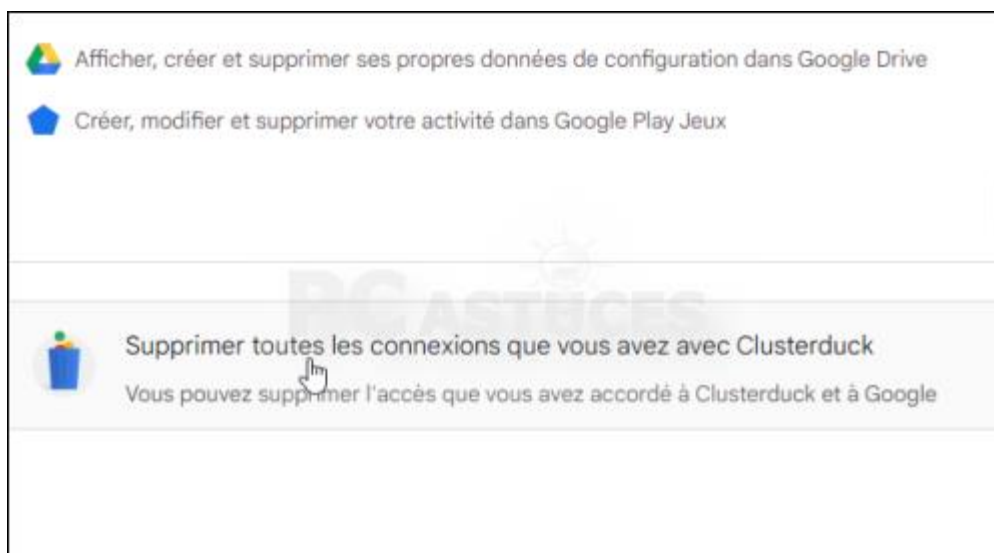 Afficher, créer et supprimer ses propres données de configuration dans Google Drive
Créer, modifier et supprimer votre activité dans Google Play Jeux
PC ASTUCES
Supprimer toutes les connexions que vous avez avec Clusterduck
Vous pouvez supprimer l'accès que vous avez accordé à Clusterduck et à Google